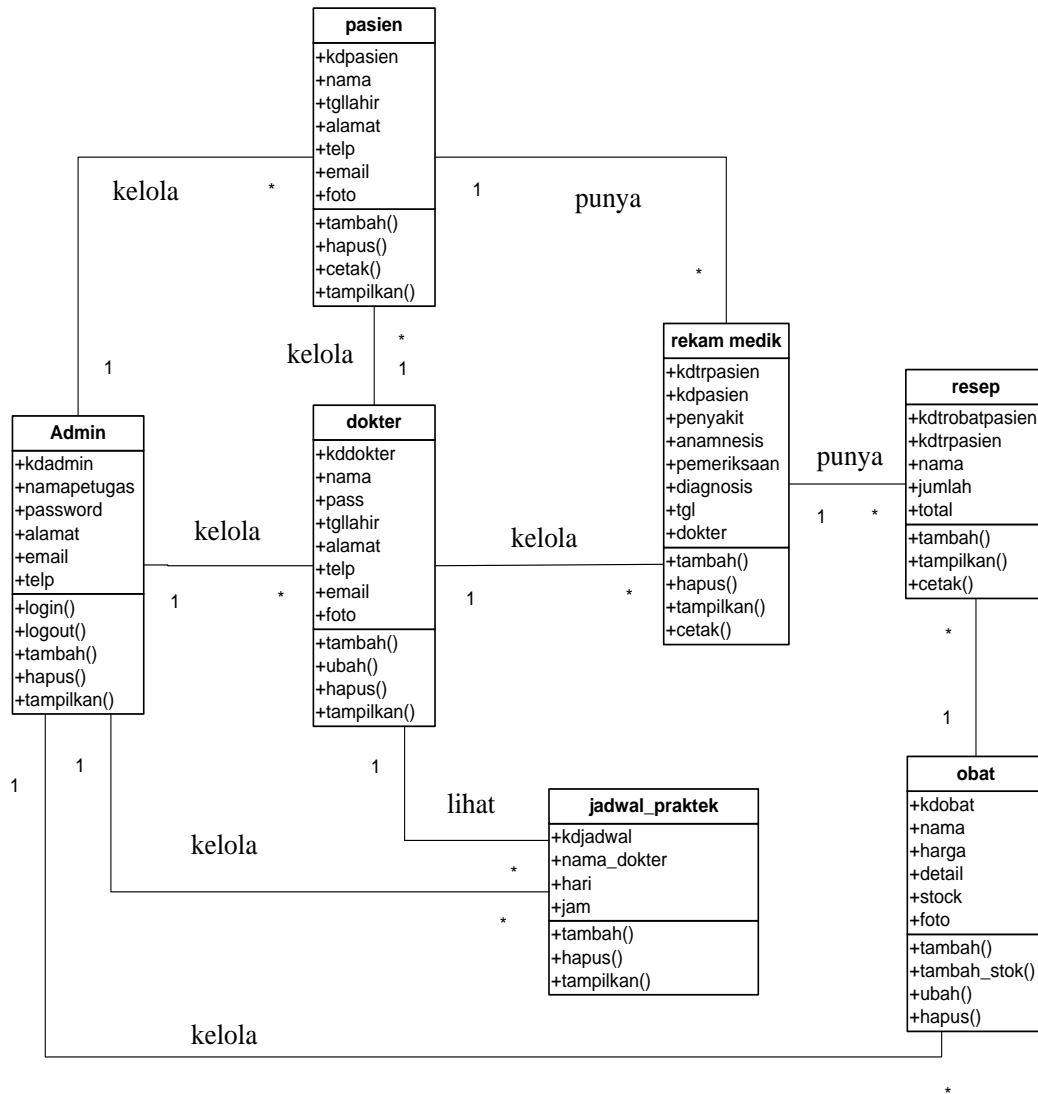 pasien
+kdpasien
+nama
+tgllahir
+alamat
+telp
+email
+foto
+tambah()
+hapus()
+cetak()
+tampilkan()
kelola
*
1
punya
*
1
kelola
*
1
Admin
+kdadmin
+namapetugas
+password
+alamat
+email
+telp
+login()
+logout()
+tambah()
+hapus()
+tampilkan()
kelola
1
*
dokter
+kddokter
+nama
+pass
+tgllahir
+alamat
+telp
+email
+foto
+tambah()
+ubah()
+hapus()
+tampilkan()
kelola
1
*
rekam medik
+kdtrpasien
+kdpasien
+penyakit
+anamnesis
+pemeriksaan
+diagnosis
+tgl
+dokter
+tambah()
+hapus()
+tampilkan()
+cetak()
punya
1
*
resep
+kdtrobatpasien
+kdtrpasien
+nama
+jumlah
+total
+tambah()
+tampilkan()
+cetak()
*
1
1
1
1
lihat
*
kelola
*
jadwal_praktek
+kdjadwal
+nama_dokter
+hari
+jam
+tambah()
+hapus()
+tampilkan()
obat
+kdobat
+nama
+harga
+detail
+stock
+foto
+tambah()
+tambah_stok()
+ubah()
+hapus()
kelola
*